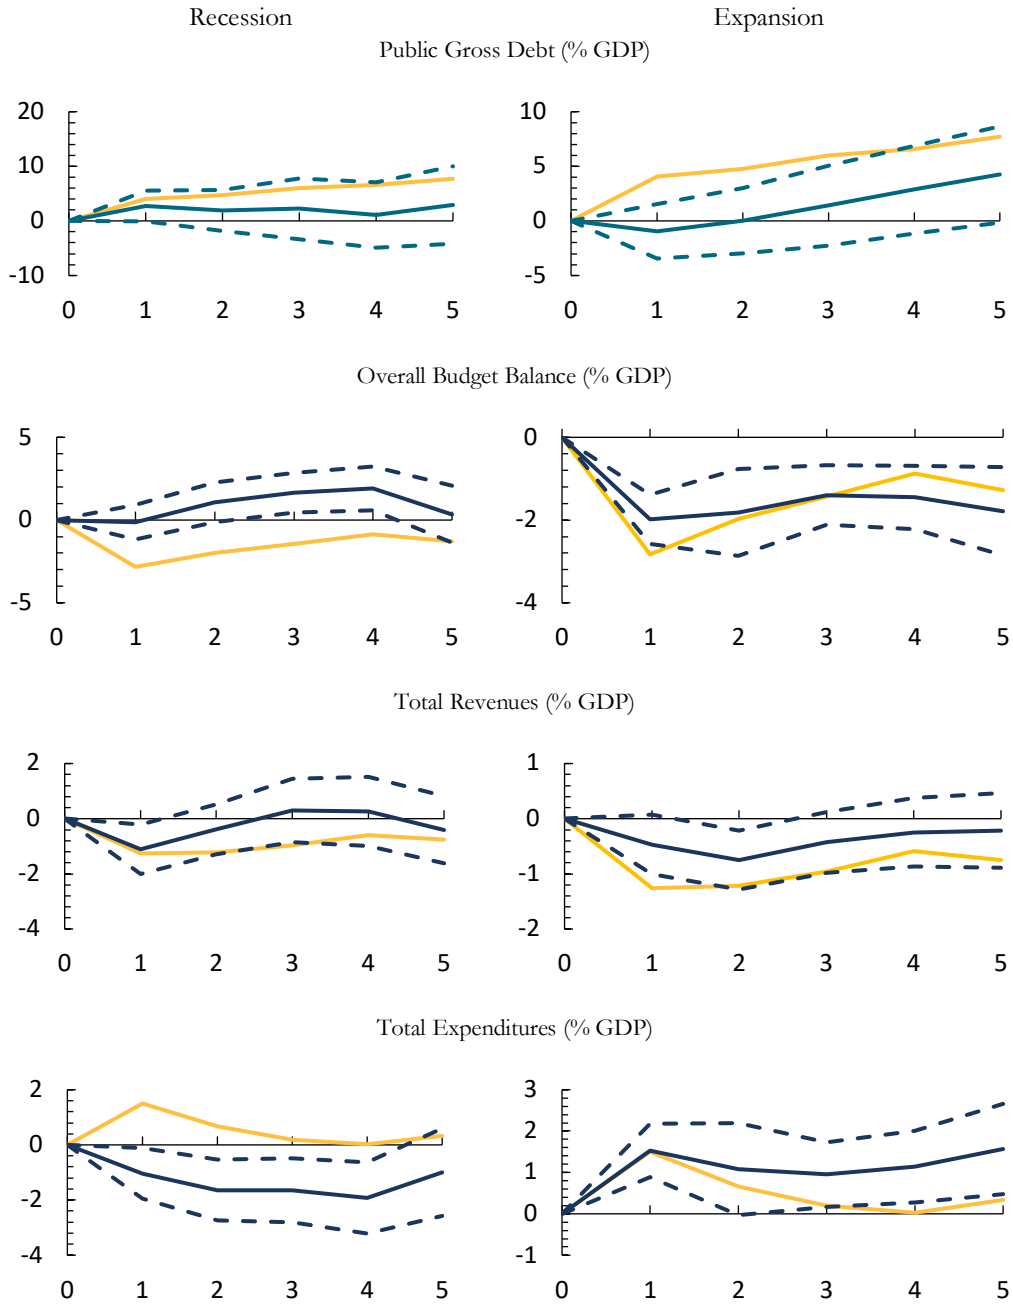 Recession Expansion
Public Gross Debt (% GDP)
20
10
0
-10
0 1 2 3 4 5
10
5
0
-5
0 1 2 3 4 5
Overall Budget Balance (% GDP)
5
0
-5
0 1 2 3 4 5
0
-2
-4
0 1 2 3 4 5
Total Revenues (% GDP)
2
0
-2
-4
0 1 2 3 4 5
1
0
-1
-2
0 1 2 3 4 5
Total Expenditures (% GDP)
2
0
-2
-4
0 1 2 3 4 5
3
2
1
0
-1
0 1 2 3 4 5